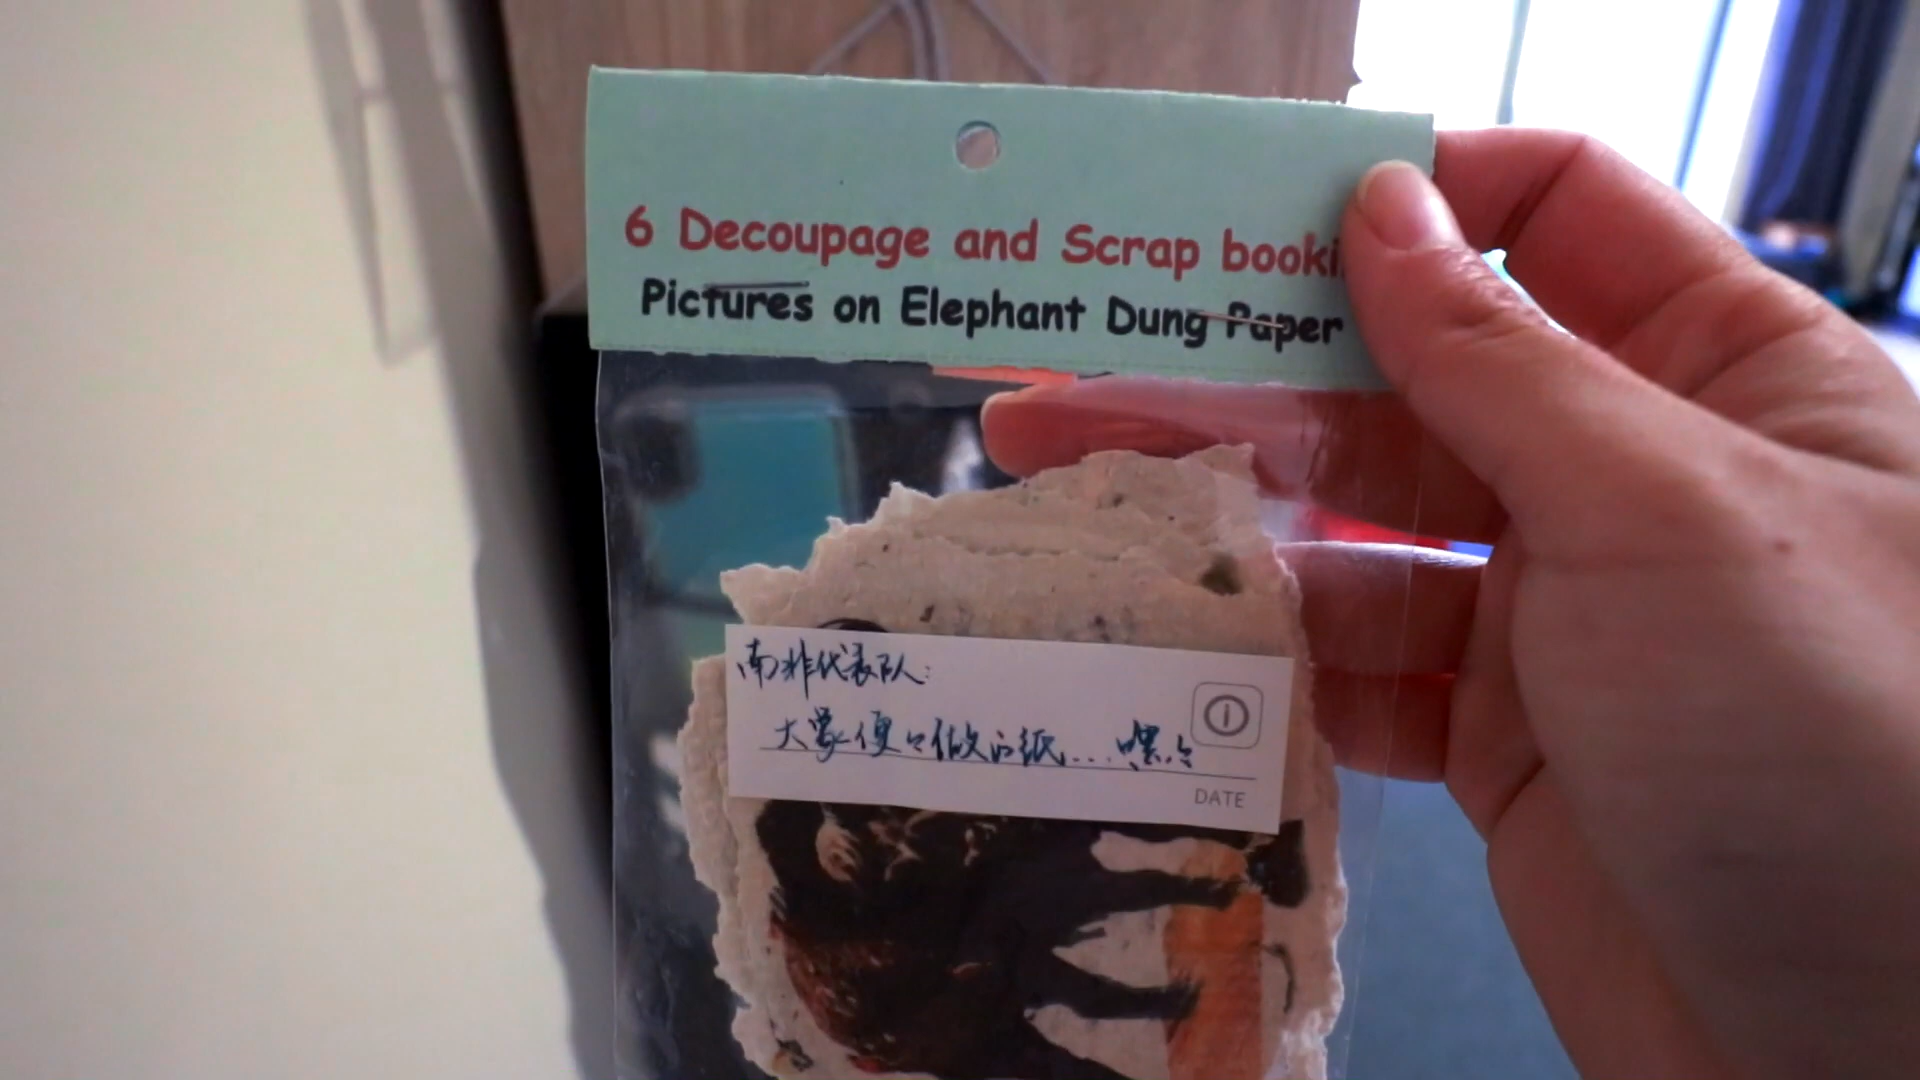 6 Decoupage and Scrap booki
Pictures on Elephant Dung Paper
南非代表队:
大象便便做的纸...嘿嘿
DATE